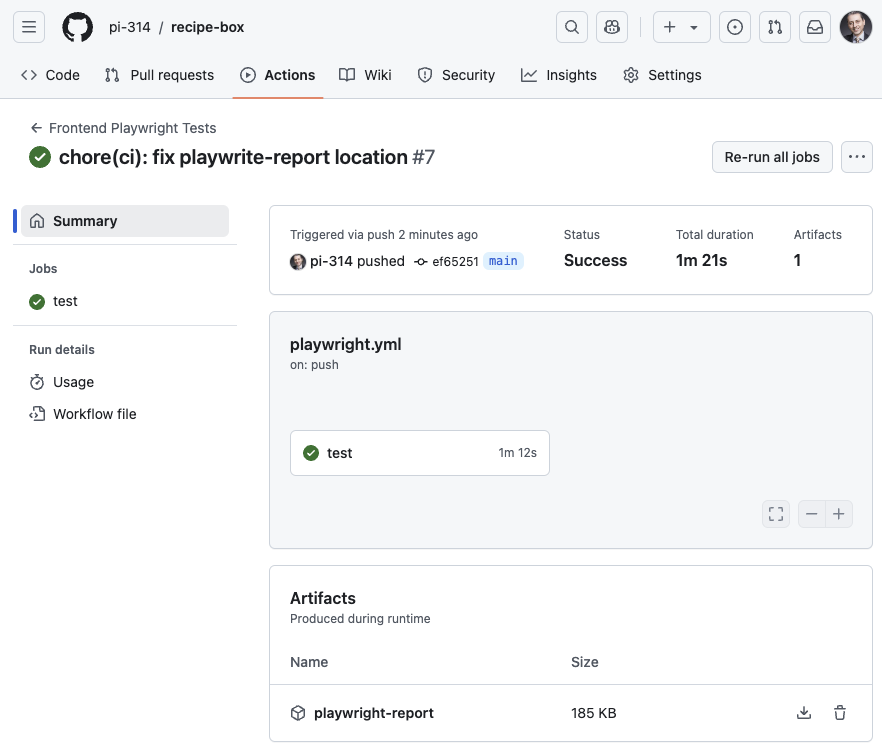 pi-314 / recipe-box
Code Pull requests Actions Wiki Security Insights Settings
Frontend Playwright Tests
chore(ci): fix playwrite-report location #7
Re-run all jobs
Summary
Jobs
test
Run details
Usage
Workflow file
Triggered via push 2 minutes ago
pi-314 pushed ef65251 main
Status
Success
Total duration
1m 21s
Artifacts
1
playwright.yml
on: push
test 1m 12s
Artifacts
Produced during runtime
Name Size
playwright-report 185 KB